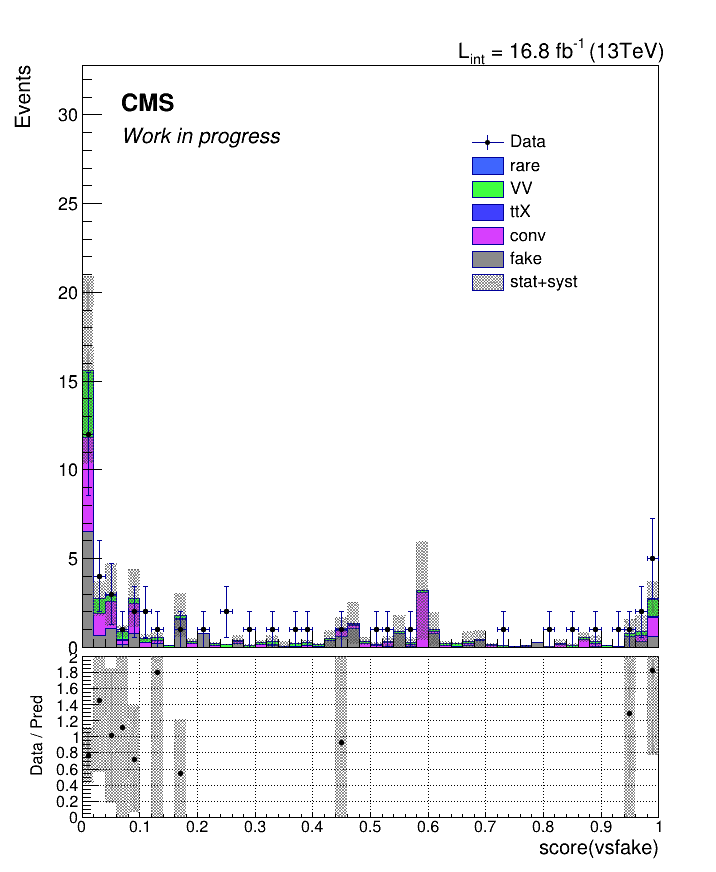 L_int = 16.8 fb^-1 (13TeV)
Events
CMS
Work in progress
Data
rare
VV
ttX
conv
fake
stat+syst
30
25
20
15
10
5
0
Data / Pred
2
1.8
1.6
1.4
1.2
1
0.8
0.6
0.4
0.2
0
0 0.1 0.2 0.3 0.4 0.5 0.6 0.7 0.8 0.9 1
score(vsfake)